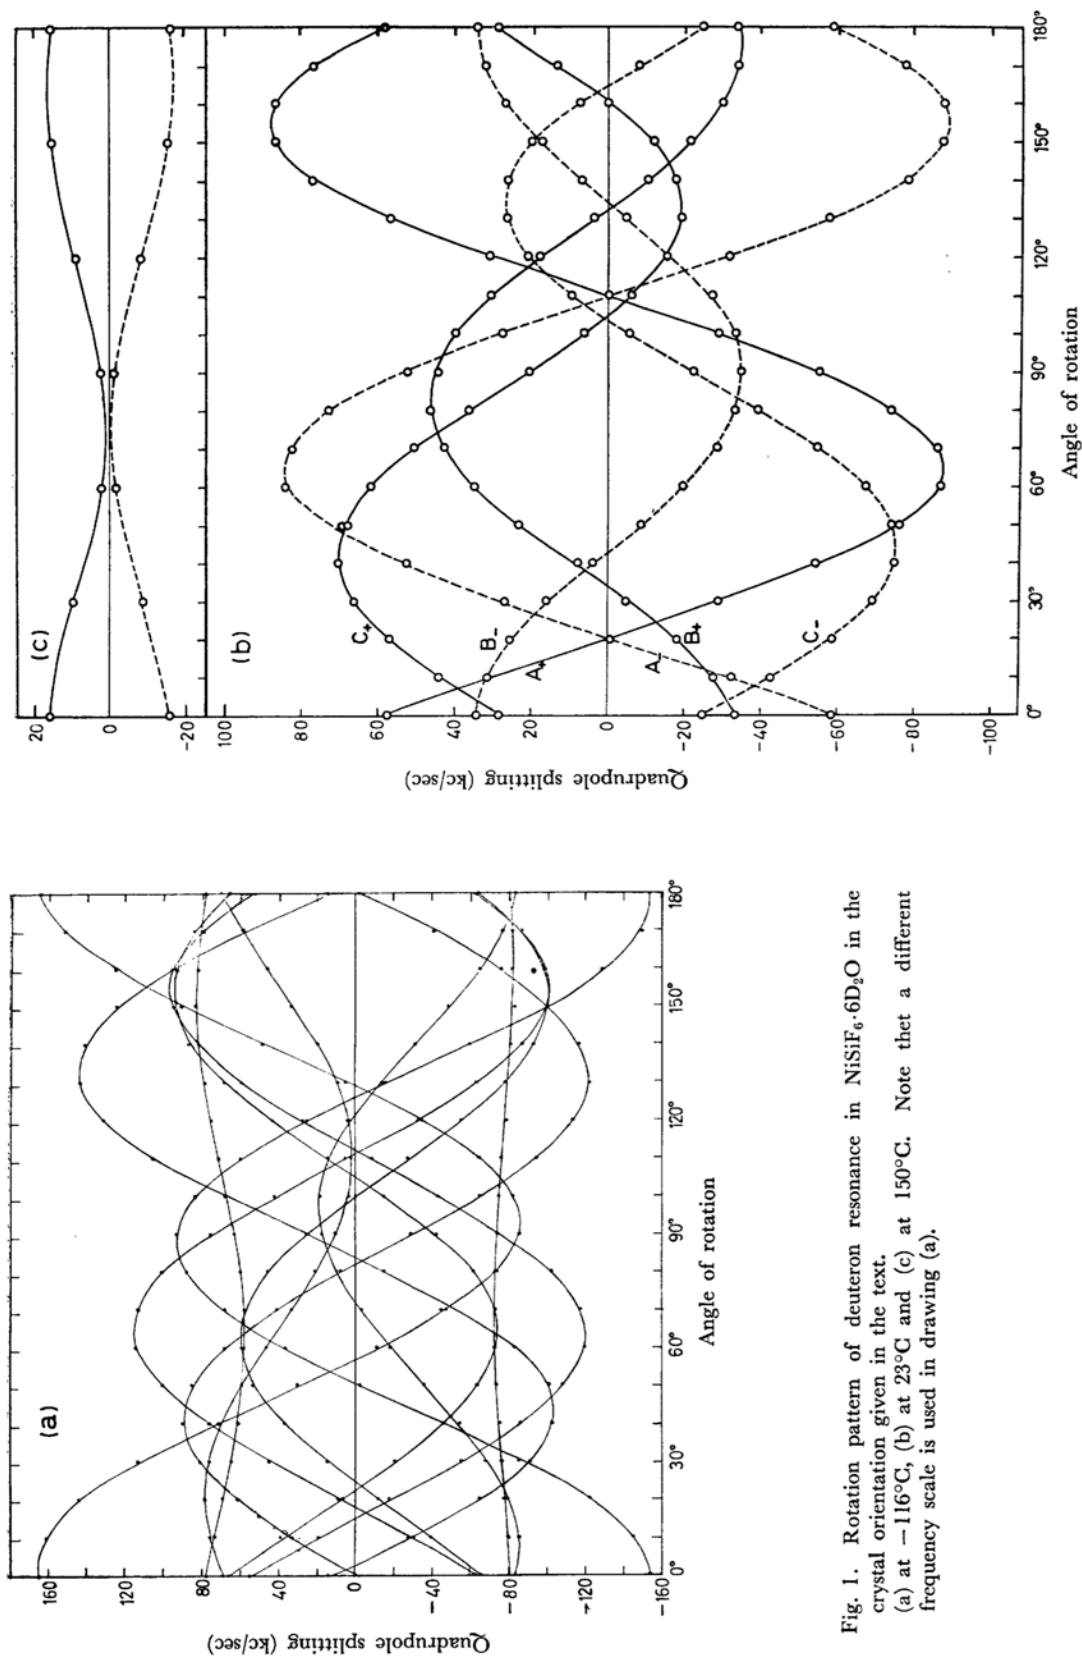 (a)
160
120
80
40
0
-40
-80
-120
-160
0°
30°
60°
90°
120°
150°
180°
Quadrupole splitting (kc/sec)
Angle of rotation
(c)
20
0
-20
(b)
100
80
60
40
20
0
-20
-40
-60
-80
-100
C+
B-
A+
A-
B+
C-
0°
30°
60°
90°
120°
150°
180°
Quadrupole splitting (kc/sec)
Angle of rotation
Fig. 1. Rotation pattern of deuteron resonance in NiSiF₆·6D₂O in the
crystal orientation given in the text.
(a) at −116°C, (b) at 23°C and (c) at 150°C. Note thet a different
frequency scale is used in drawing (a).